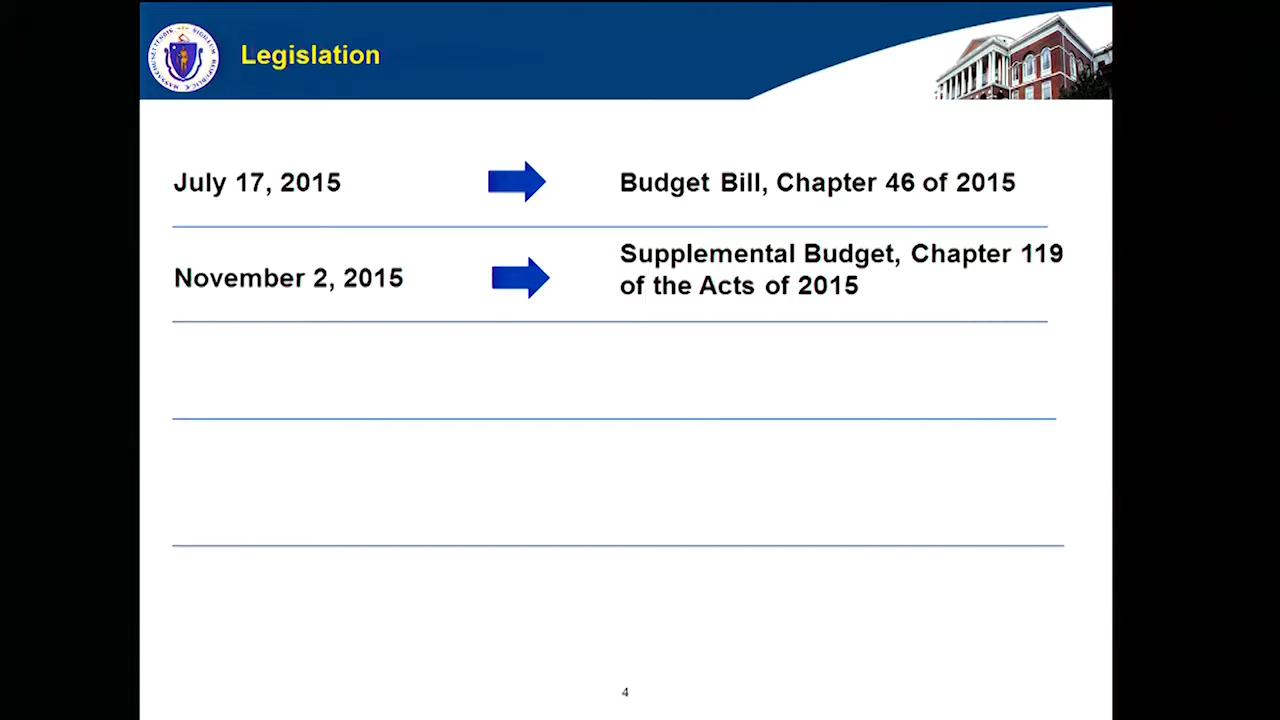 Legislation
July 17, 2015
Budget Bill, Chapter 46 of 2015
November 2, 2015
Supplemental Budget, Chapter 119
of the Acts of 2015
4